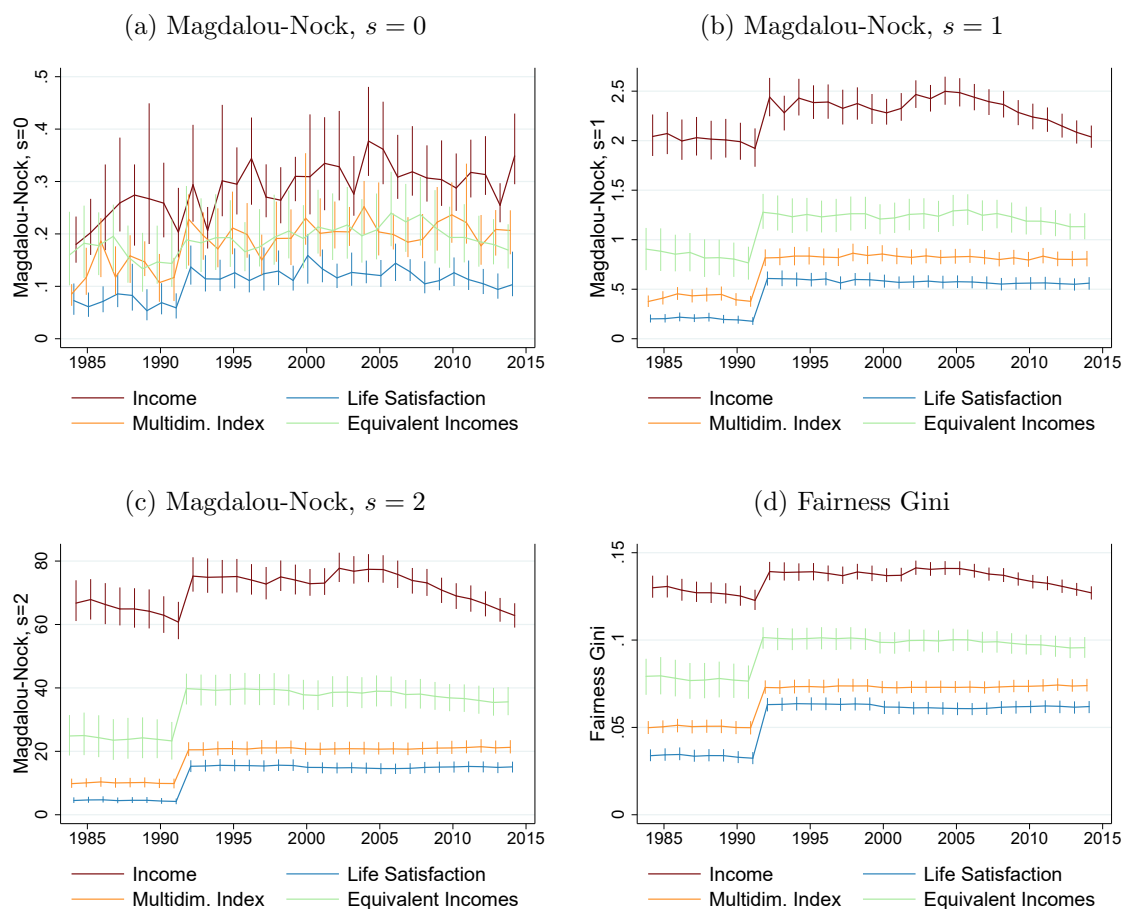 (a) Magdalou-Nock, s = 0
Magdalou-Nock, s=0
.5
.4
.3
.2
.1
0
1985 1990 1995 2000 2005 2010 2015
Income Life Satisfaction
Multidim. Index Equivalent Incomes
(b) Magdalou-Nock, s = 1
Magdalou-Nock, s=1
2.5
2
1.5
1
.5
0
1985 1990 1995 2000 2005 2010 2015
Income Life Satisfaction
Multidim. Index Equivalent Incomes
(c) Magdalou-Nock, s = 2
Magdalou-Nock, s=2
80
60
40
20
0
1985 1990 1995 2000 2005 2010 2015
Income Life Satisfaction
Multidim. Index Equivalent Incomes
(d) Fairness Gini
Fairness Gini
.15
.1
.05
0
1985 1990 1995 2000 2005 2010 2015
Income Life Satisfaction
Multidim. Index Equivalent Incomes